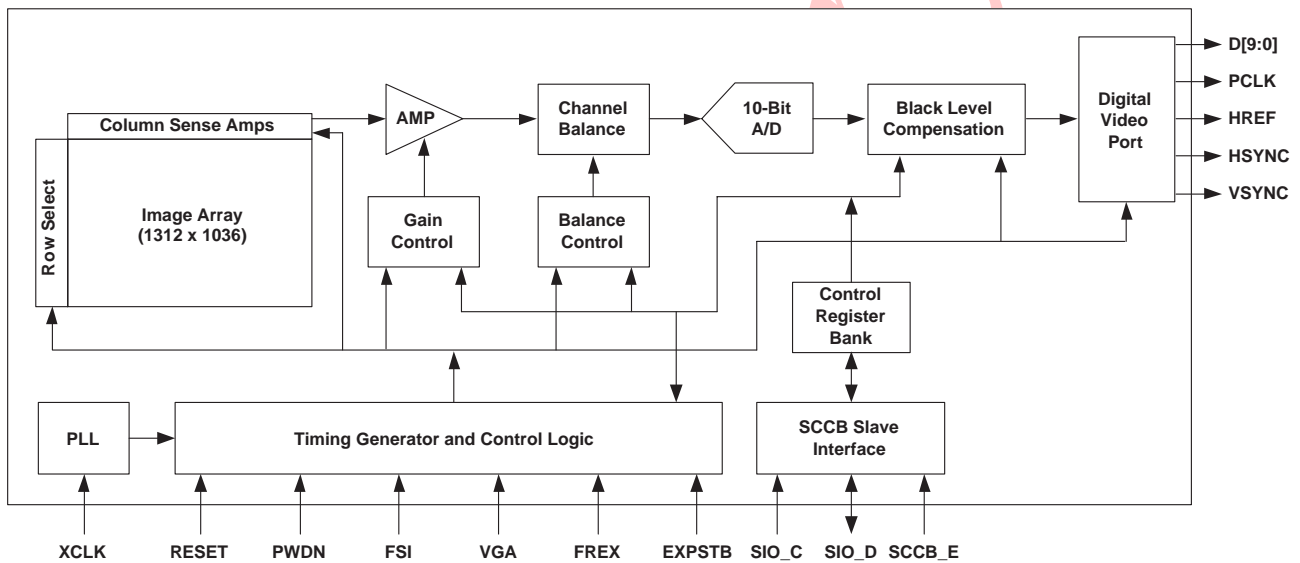 D[9:0]
PCLK
HREF
HSYNC
VSYNC
Column Sense Amps
AMP
Channel
Balance
10-Bit
A/D
Black Level
Compensation
Digital
Video
Port
Row Select
Image Array
(1312 x 1036)
Gain
Control
Balance
Control
Control
Register
Bank
PLL
Timing Generator and Control Logic
SCCB Slave
Interface
XCLK
RESET
PWDN
FSI
VGA
FREX
EXPSTB
SIO_C
SIO_D
SCCB_E